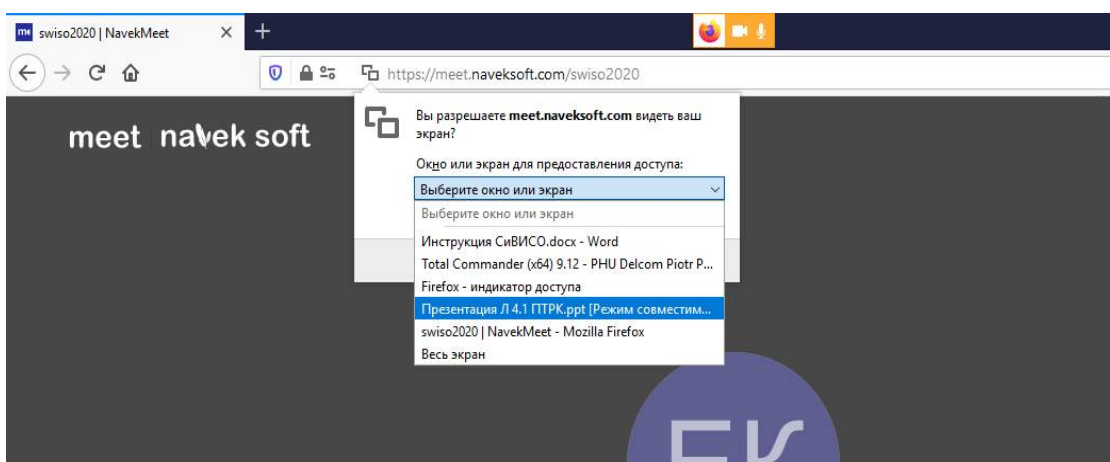 swiso2020 | NavekMeet
https://meet.naveksoft.com/swiso2020
meet navek soft
Вы разрешаете meet.naveksoft.com видеть ваш
экран?
Окно или экран для предоставления доступа:
Выберите окно или экран
Выберите окно или экран
Инструкция СиВИСО.docx - Word
Total Commander (x64) 9.12 - PHU Delcom Piotr P...
Firefox - индикатор доступа
Презентация Л 4.1 ПТРК.ppt [Режим совместим...
swiso2020 | NavekMeet - Mozilla Firefox
Весь экран
ГК